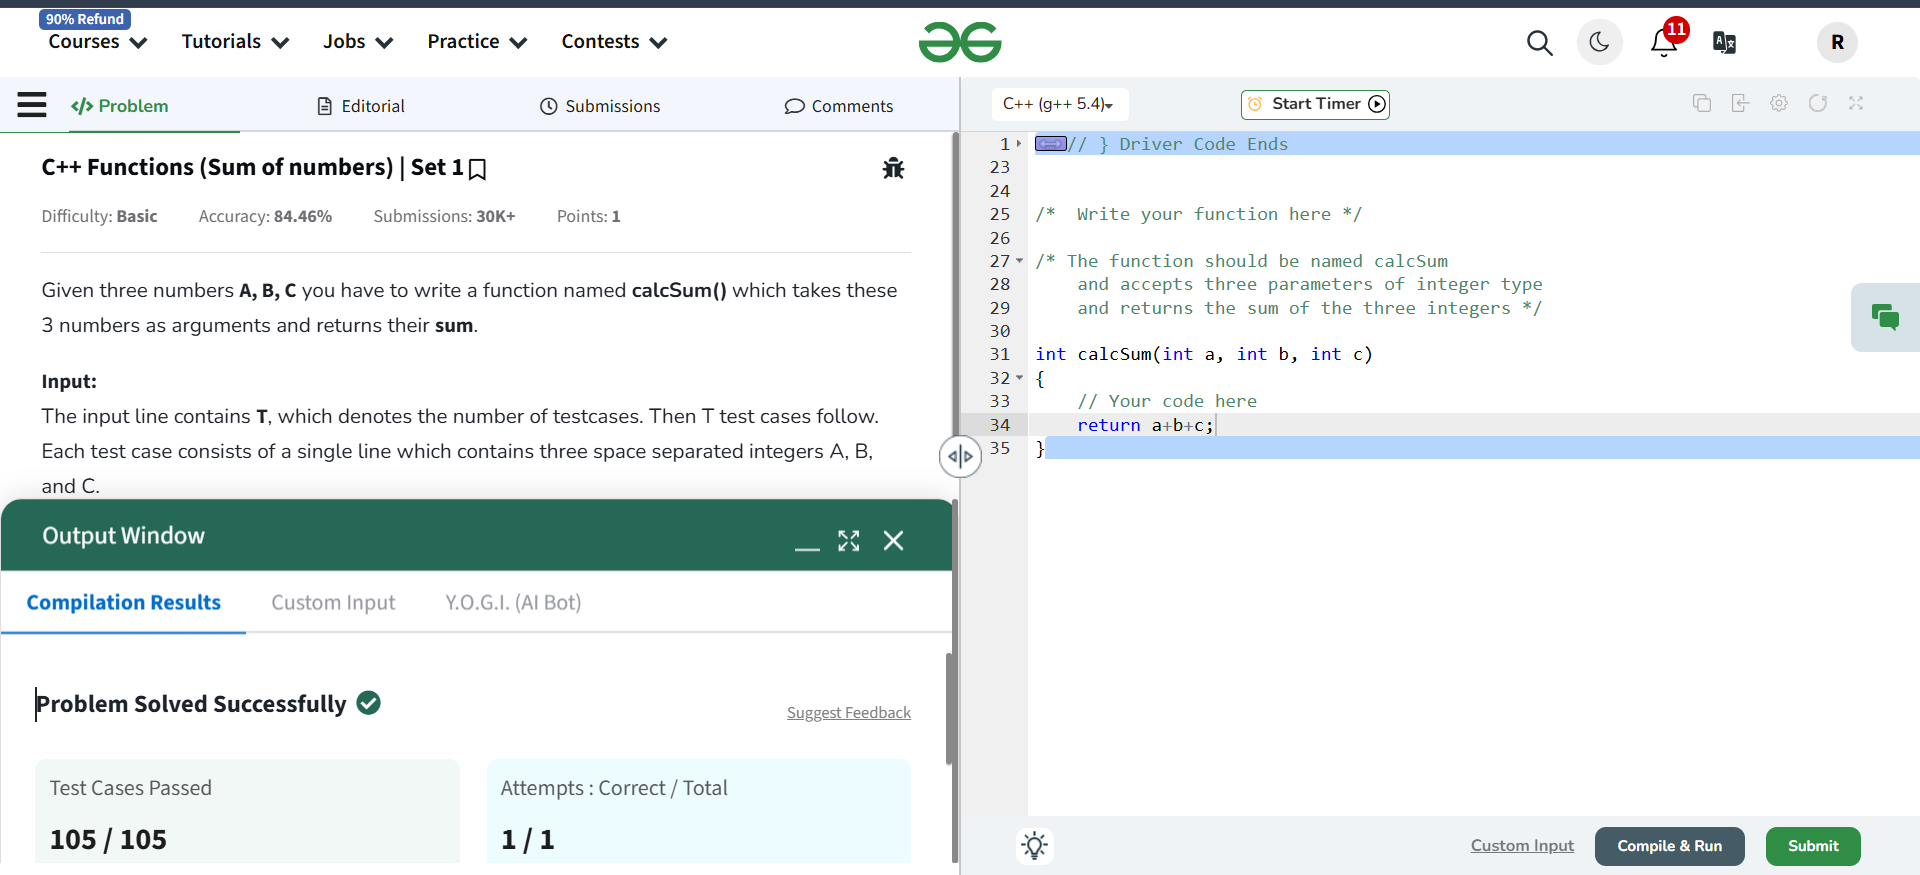 90% Refund
Courses Tutorials Jobs Practice Contests
11
R
</> Problem Editorial Submissions Comments
C++ (g++ 5.4)
Start Timer
C++ Functions (Sum of numbers) | Set 1
Difficulty: Basic Accuracy: 84.46% Submissions: 30K+ Points: 1
Given three numbers A, B, C you have to write a function named calcSum() which takes these
3 numbers as arguments and returns their sum.
Input:
The input line contains T, which denotes the number of testcases. Then T test cases follow.
Each test case consists of a single line which contains three space separated integers A, B,
and C.
Output Window
Compilation Results Custom Input Y.O.G.I. (AI Bot)
Problem Solved Successfully
Suggest Feedback
Test Cases Passed
105 / 105
Attempts : Correct / Total
1 / 1
1 // } Driver Code Ends
23
24
25 /*  Write your function here */
26
27 /* The function should be named calcSum
28     and accepts three parameters of integer type
29     and returns the sum of the three integers */
30
31 int calcSum(int a, int b, int c)
32 {
33     // Your code here
34     return a+b+c;
35 }
Custom Input Compile & Run Submit